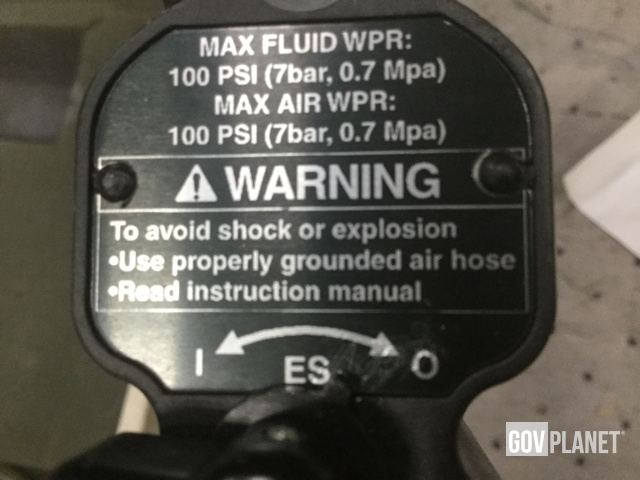 MAX FLUID WPR:
100 PSI (7bar, 0.7 Mpa)
MAX AIR WPR:
100 PSI (7bar, 0.7 Mpa)
WARNING
To avoid shock or explosion
•Use properly grounded air hose
•Read instruction manual
I ES O
GOVPLANET